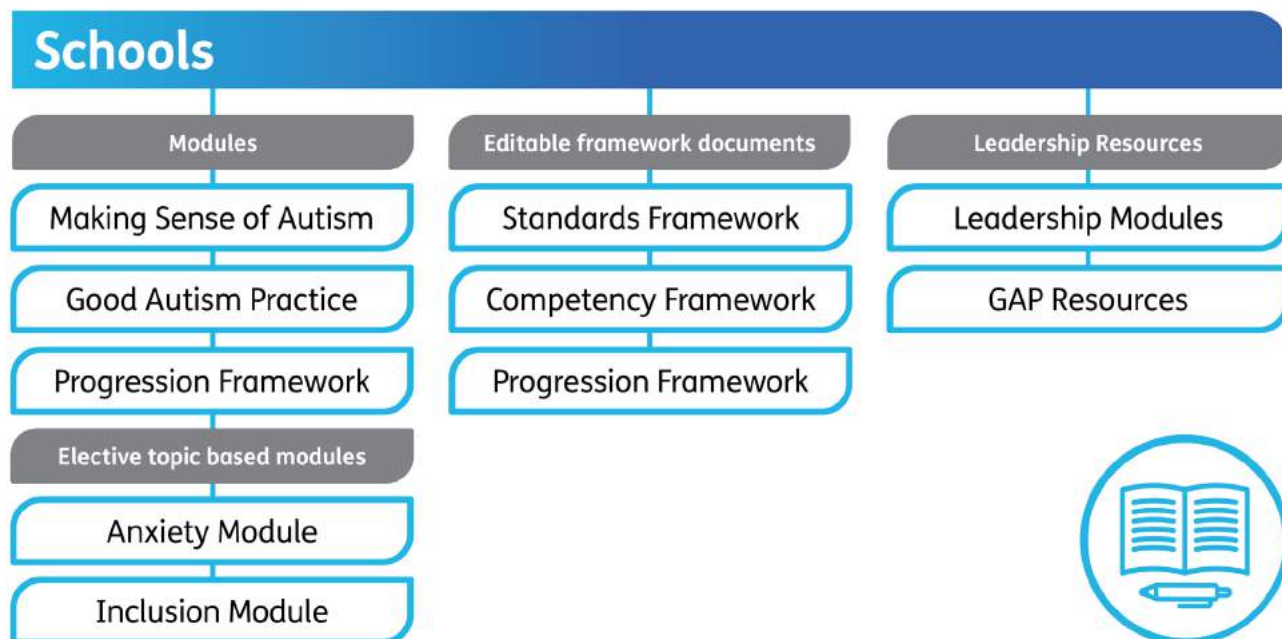 Schools
Modules
Making Sense of Autism
Good Autism Practice
Progression Framework
Elective topic based modules
Anxiety Module
Inclusion Module
Editable framework documents
Standards Framework
Competency Framework
Progression Framework
Leadership Resources
Leadership Modules
GAP Resources